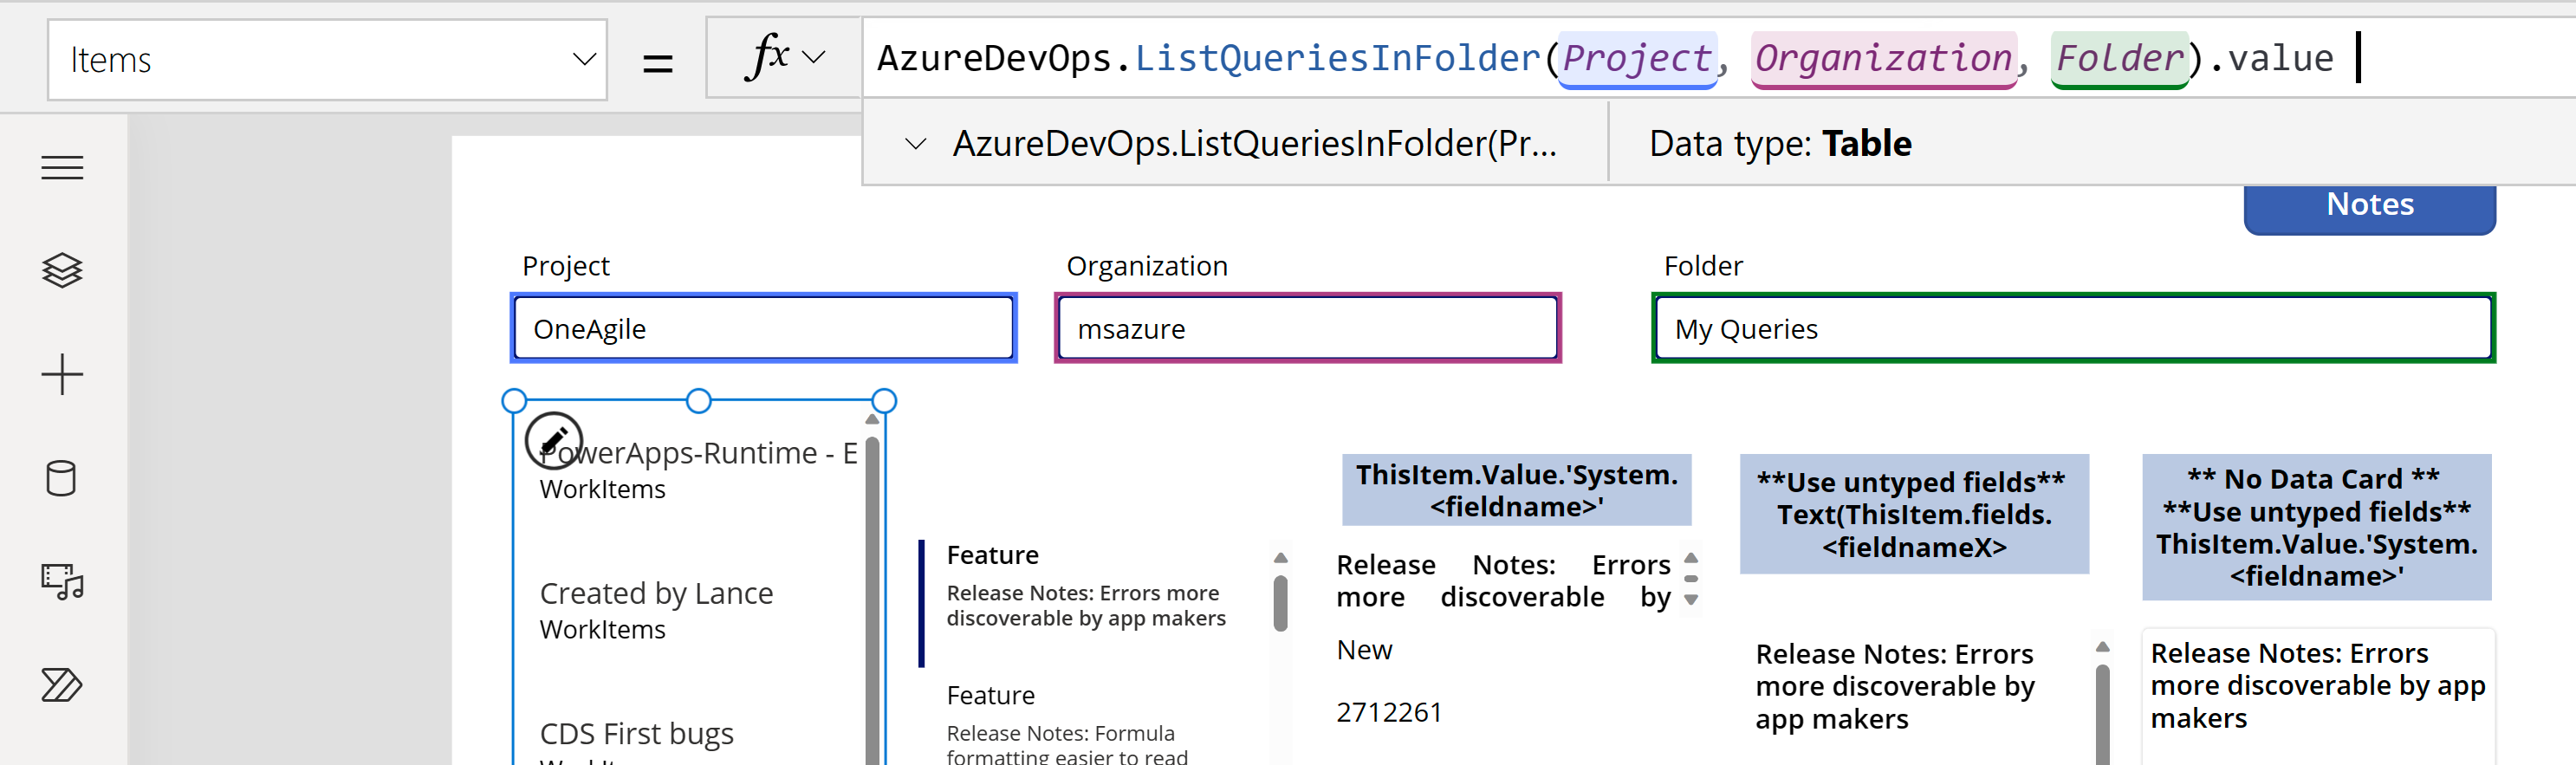 Items
=
fx
AzureDevOps.ListQueriesInFolder(Project, Organization, Folder).value
AzureDevOps.ListQueriesInFolder(Pr...
Data type: Table
Notes
Project
Organization
Folder
OneAgile
msazure
My Queries
PowerApps-Runtime - E
WorkItems
Created by Lance
WorkItems
CDS First bugs
Feature
Release Notes: Errors more
discoverable by app makers
Feature
Release Notes: Formula
formatting easier to read
ThisItem.Value.'System.
<fieldname>'
Release Notes: Errors
more discoverable by
New
2712261
**Use untyped fields**
Text(ThisItem.fields.
<fieldnameX>
Release Notes: Errors
more discoverable by
app makers
** No Data Card **
**Use untyped fields**
ThisItem.Value.'System.
<fieldname>'
Release Notes: Errors
more discoverable by app
makers